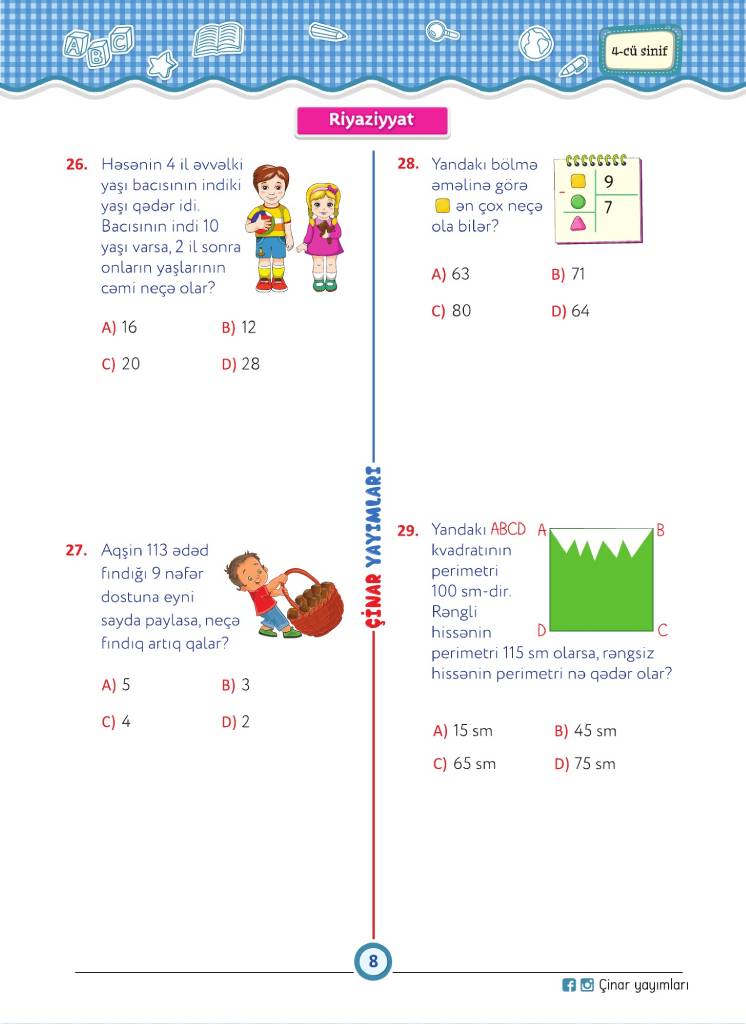 A B C
4-cü sinif
Riyaziyyat
26. Həsənin 4 il əvvəlki
yaşı bacısının indiki
yaşı qədər idi.
Bacısının indi 10
yaşı varsa, 2 il sonra
onların yaşlarının
cəmi neçə olar?
A) 16 B) 12
C) 20 D) 28
27. Aqşin 113 ədəd
fındığı 9 nəfər
dostuna eyni
sayda paylasa, neçə
fındıq artıq qalar?
A) 5 B) 3
C) 4 D) 2
ÇİNAR YAYIMLARI
28. Yandakı bölmə
əməlinə görə
ən çox neçə
ola bilər?
9
-
7
A) 63 B) 71
C) 80 D) 64
29. Yandakı ABCD
kvadratının
perimetri
100 sm-dir.
Rəngli
hissənin
perimetri 115 sm olarsa, rəngsiz
hissənin perimetri nə qədər olar?
A B
D C
A) 15 sm B) 45 sm
C) 65 sm D) 75 sm
8
Çinar yayımları